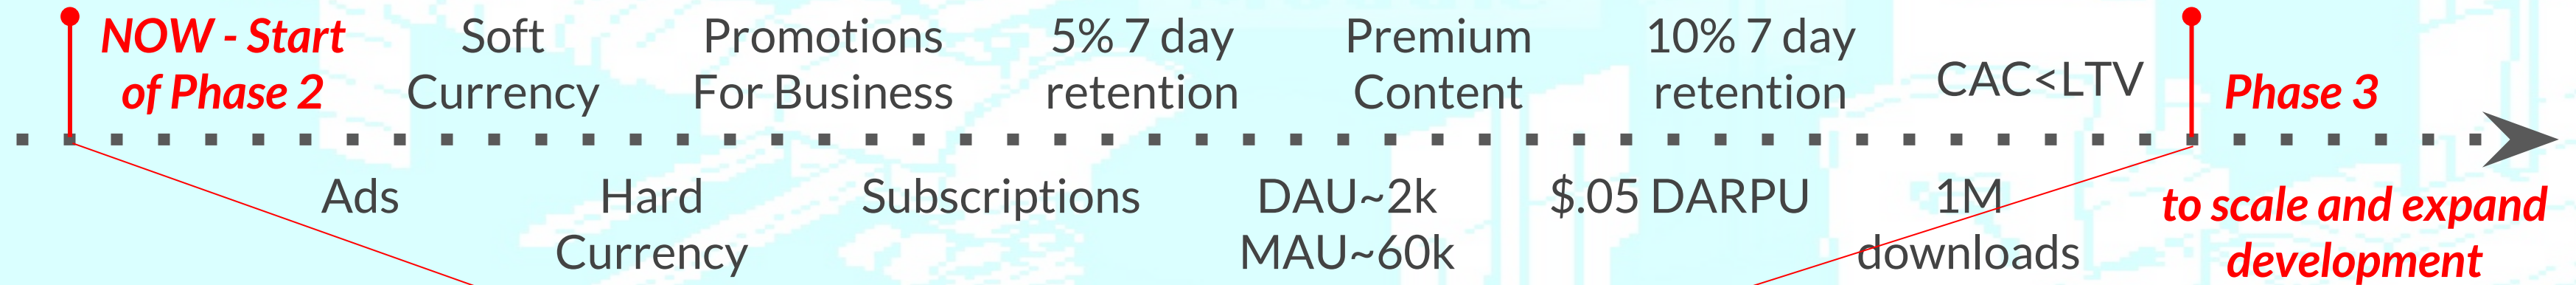 NOW - Start
of Phase 2
Soft
Currency
Promotions
For Business
5% 7 day
retention
Premium
Content
10% 7 day
retention
CAC<LTV
Phase 3
Ads
Hard
Currency
Subscriptions
DAU~2k
MAU~60k
$.05 DARPU
1M
downloads
to scale and expand
development